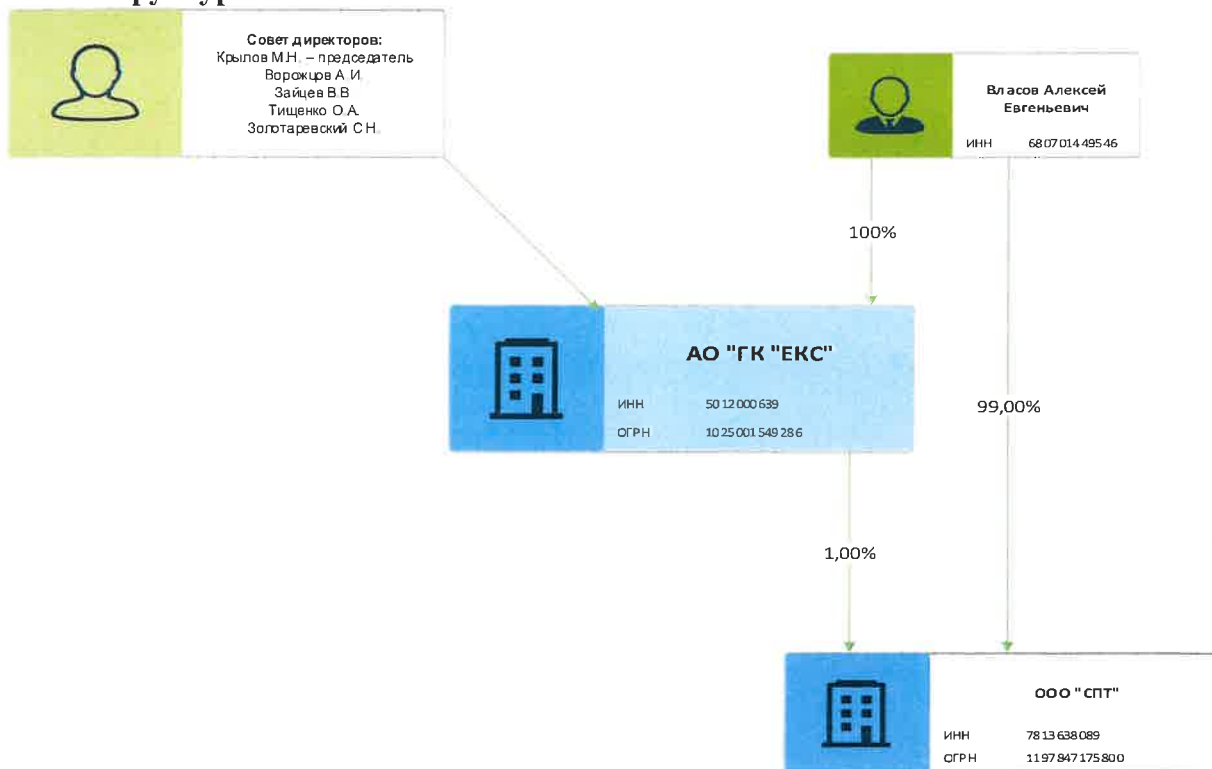 Совет директоров:
Крылов М.Н. – председатель
Ворожцов А.И.
Зайцев В.В.
Тищенко О.А.
Золотаревский С.Н.
Власов Алексей
Евгеньевич
ИНН 680701449546
100%
АО "ГК "ЕКС"
ИНН 5012000639
ОГРН 1025001549286
99,00%
1,00%
ООО "СПТ"
ИНН 7813638089
ОГРН 1197847175800